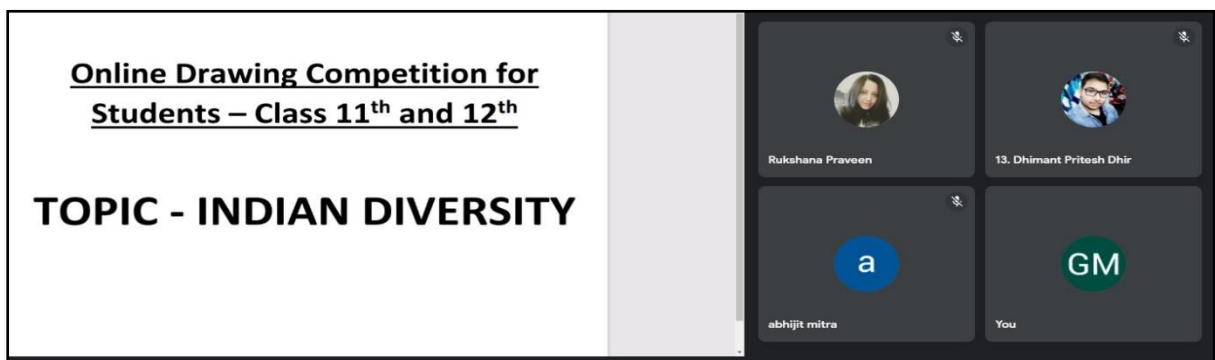 Online Drawing Competition for
Students – Class 11th and 12th
TOPIC - INDIAN DIVERSITY
Rukshana Praveen
13. Dhimant Pritesh Dhir
a
abhijit mitra
GM
You